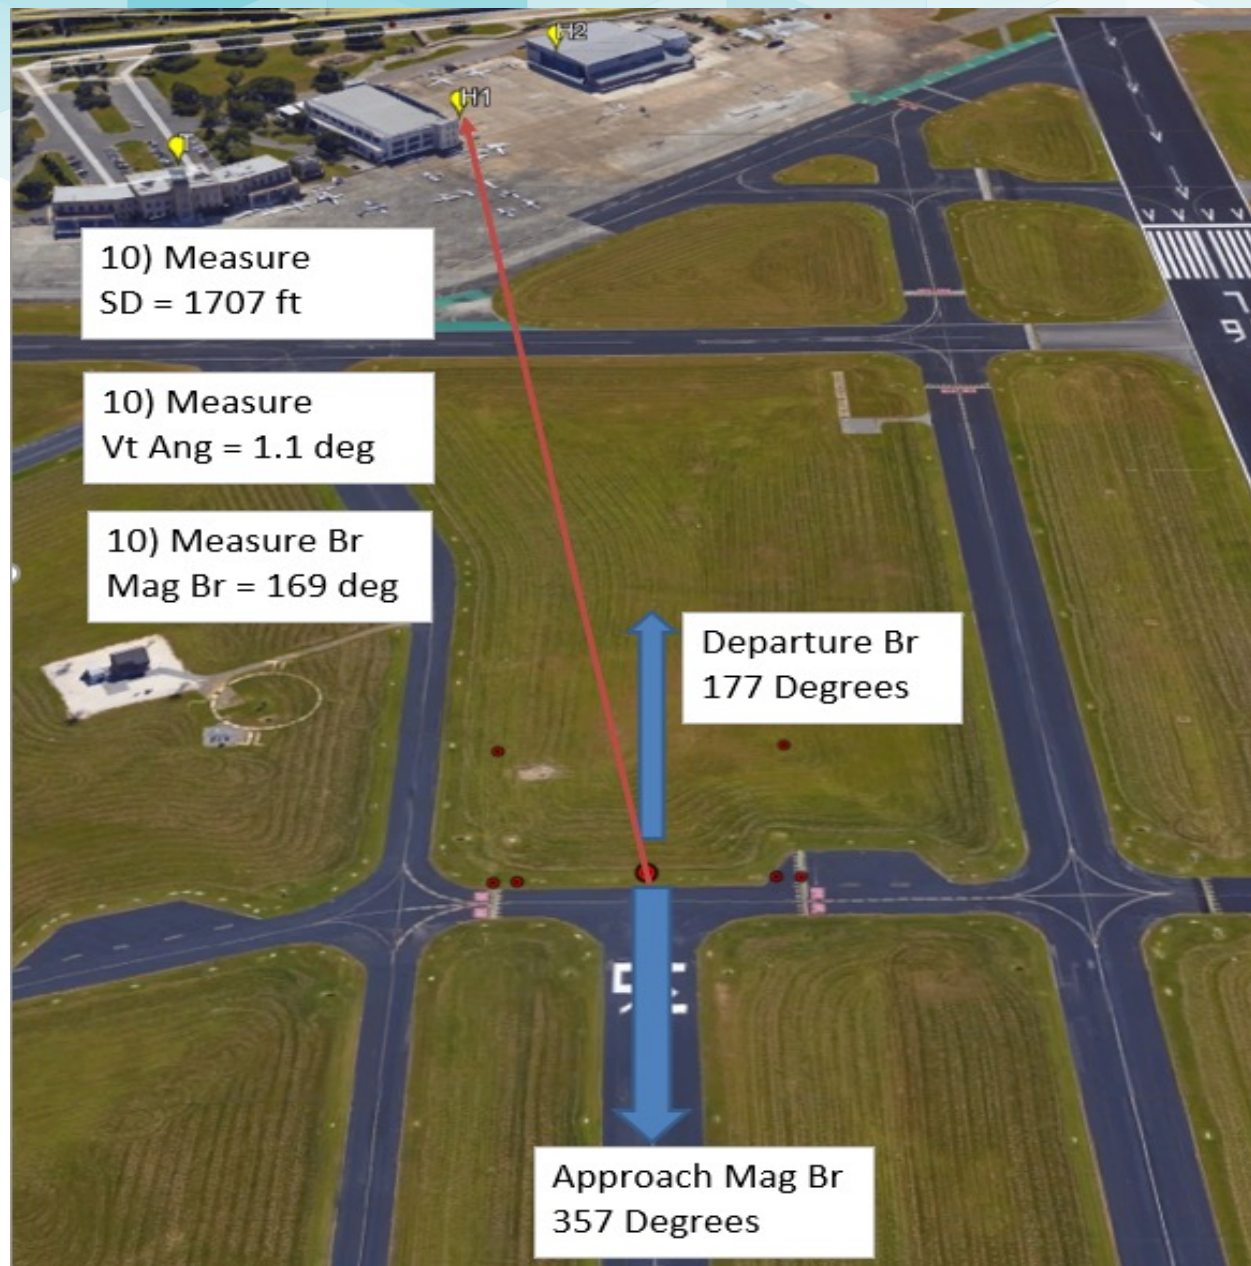 H2
H1
T
10) Measure
SD = 1707 ft
10) Measure
Vt Ang = 1.1 deg
10) Measure Br
Mag Br = 169 deg
Departure Br
177 Degrees
Approach Mag Br
357 Degrees